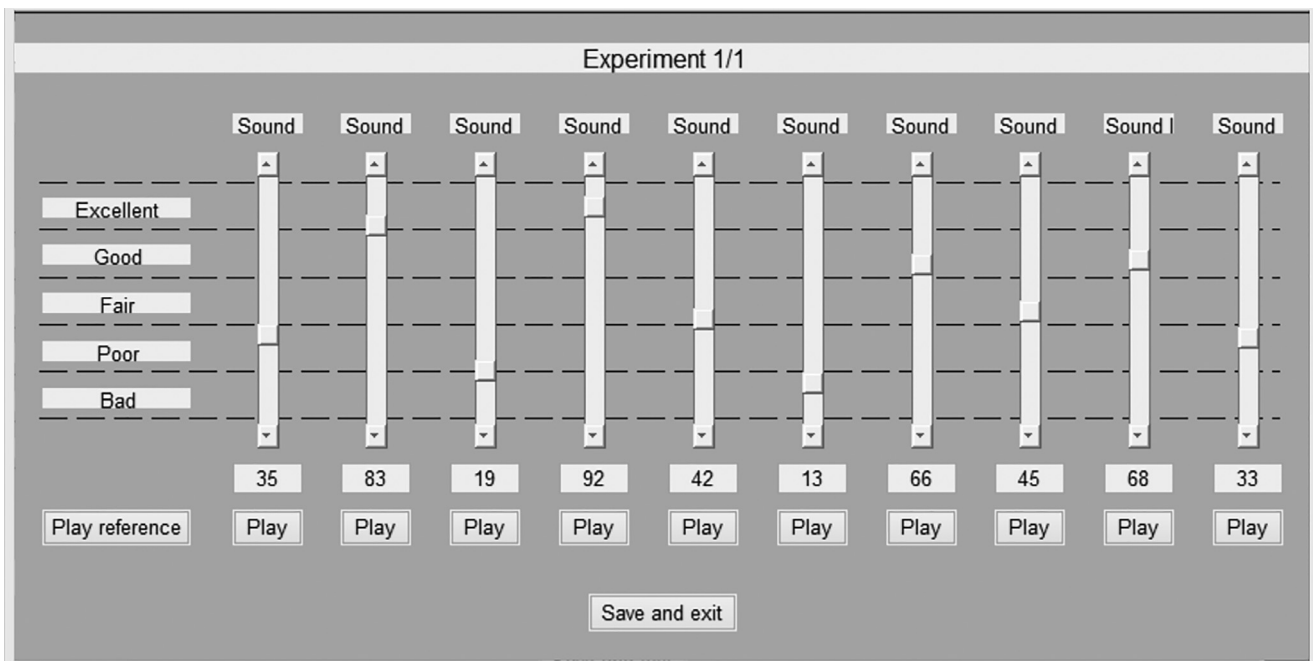 Experiment 1/1
Sound Sound Sound Sound Sound Sound Sound Sound Sound Sound
Excellent
Good
Fair
Poor
Bad
35 83 19 92 42 13 66 45 68 33
Play reference Play Play Play Play Play Play Play Play Play Play
Save and exit